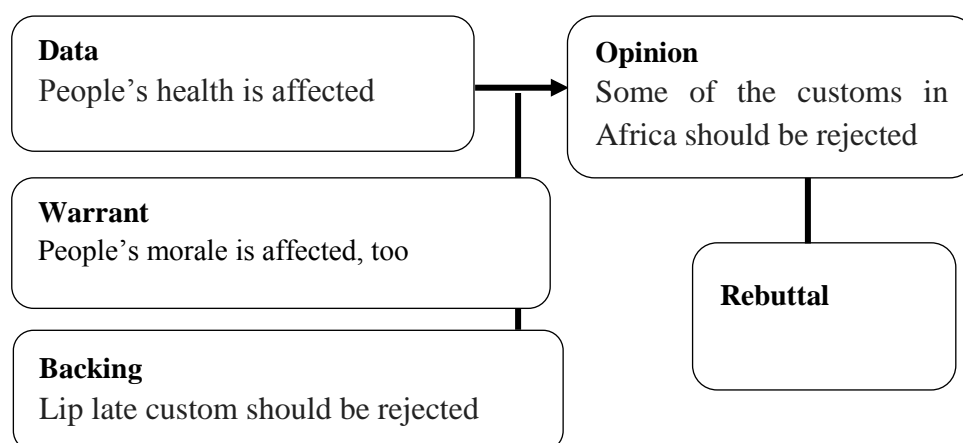 Data
People’s health is affected
Opinion
Some of the customs in
Africa should be rejected
Warrant
People’s morale is affected, too
Rebuttal
Backing
Lip late custom should be rejected